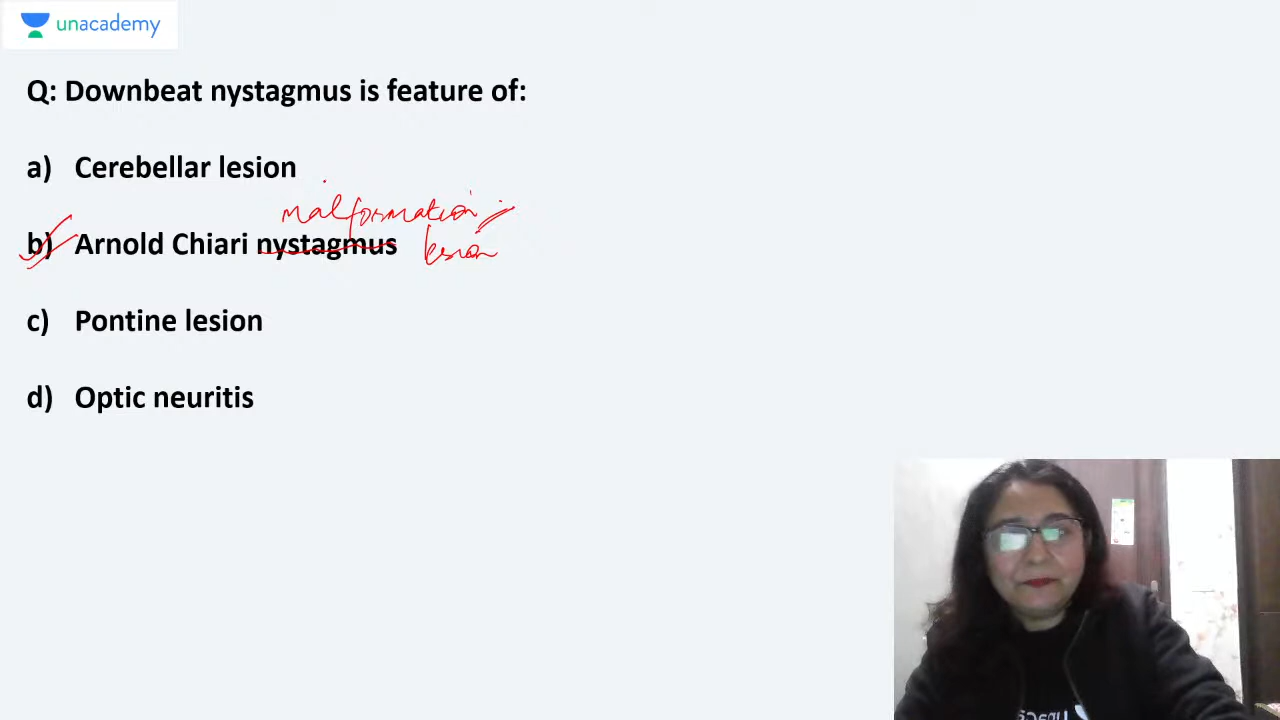 unacademy
Q: Downbeat nystagmus is feature of:
a) Cerebellar lesion
malformation
b) Arnold Chiari nystagmus lesion
c) Pontine lesion
d) Optic neuritis